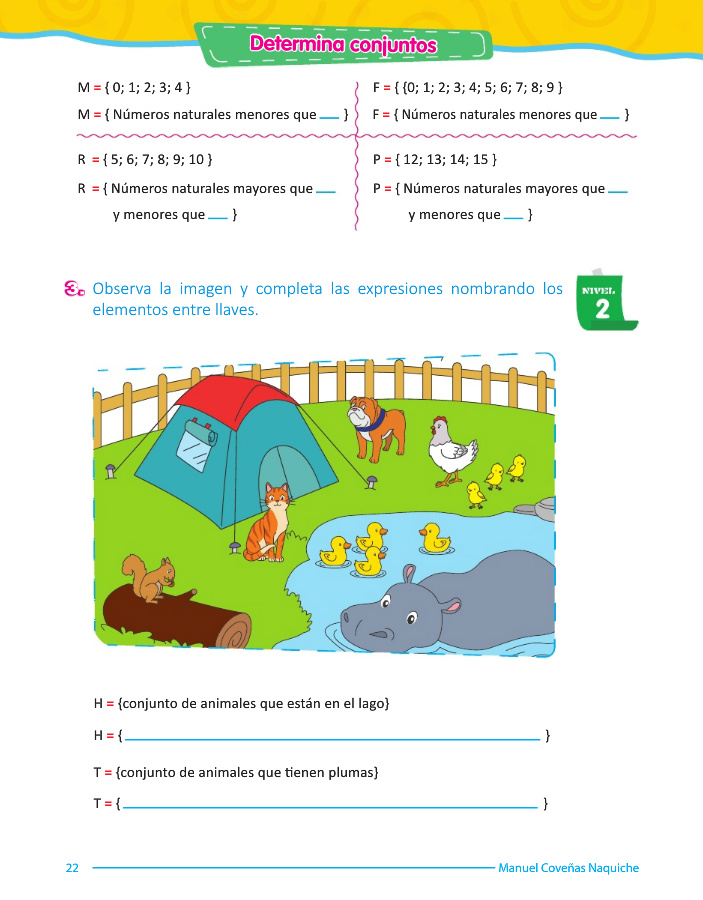 Determina conjuntos
M = { 0; 1; 2; 3; 4 }
M = { Números naturales menores que ___ }
F = { {0; 1; 2; 3; 4; 5; 6; 7; 8; 9 }
F = { Números naturales menores que ___ }
R = { 5; 6; 7; 8; 9; 10 }
R = { Números naturales mayores que ___
y menores que ___ }
P = { 12; 13; 14; 15 }
P = { Números naturales mayores que ___
y menores que ___ }
3. Observa la imagen y completa las expresiones nombrando los
elementos entre llaves.
NIVEL
2
H = {conjunto de animales que están en el lago}
H = { ___ }
T = {conjunto de animales que tienen plumas}
T = { ___ }
22
Manuel Coveñas Naquiche